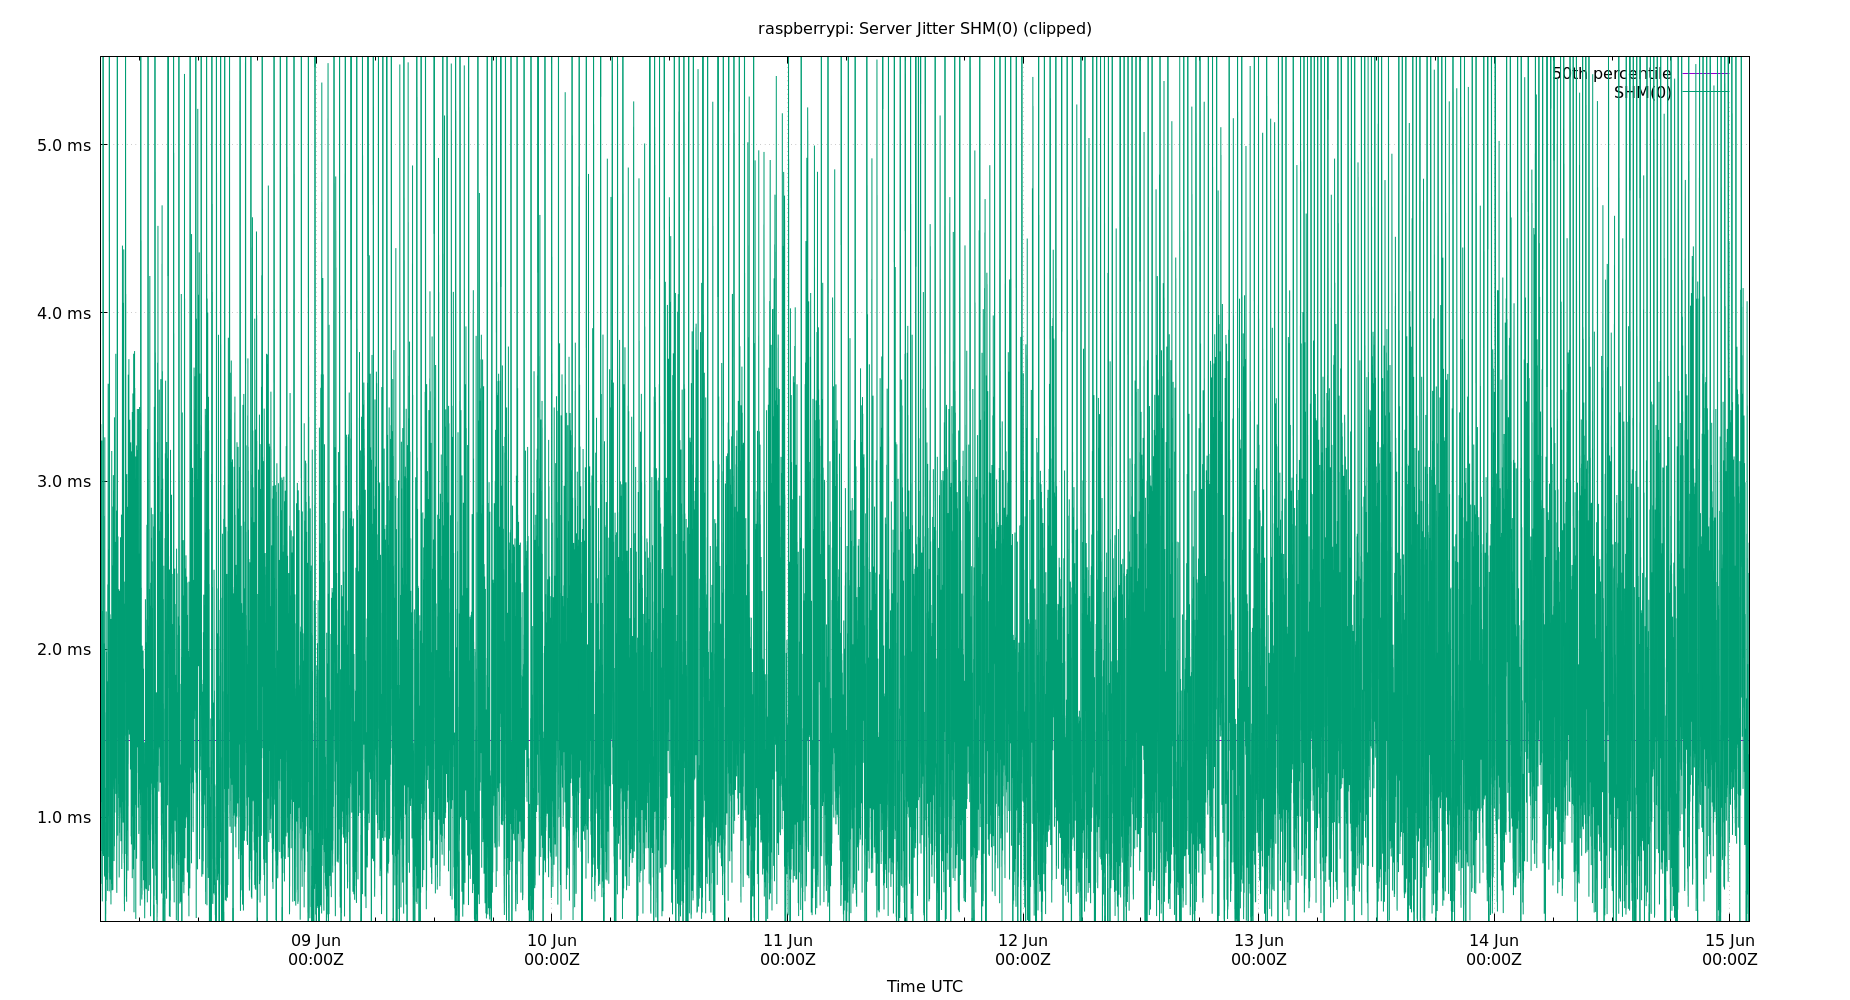 raspberrypi: Server Jitter SHM(0) (clipped)
50th percentile
SHM(0)
5.0 ms
4.0 ms
3.0 ms
2.0 ms
1.0 ms
09 Jun 10 Jun 11 Jun 12 Jun 13 Jun 14 Jun 15 Jun
00:00Z 00:00Z 00:00Z 00:00Z 00:00Z 00:00Z 00:00Z
Time UTC